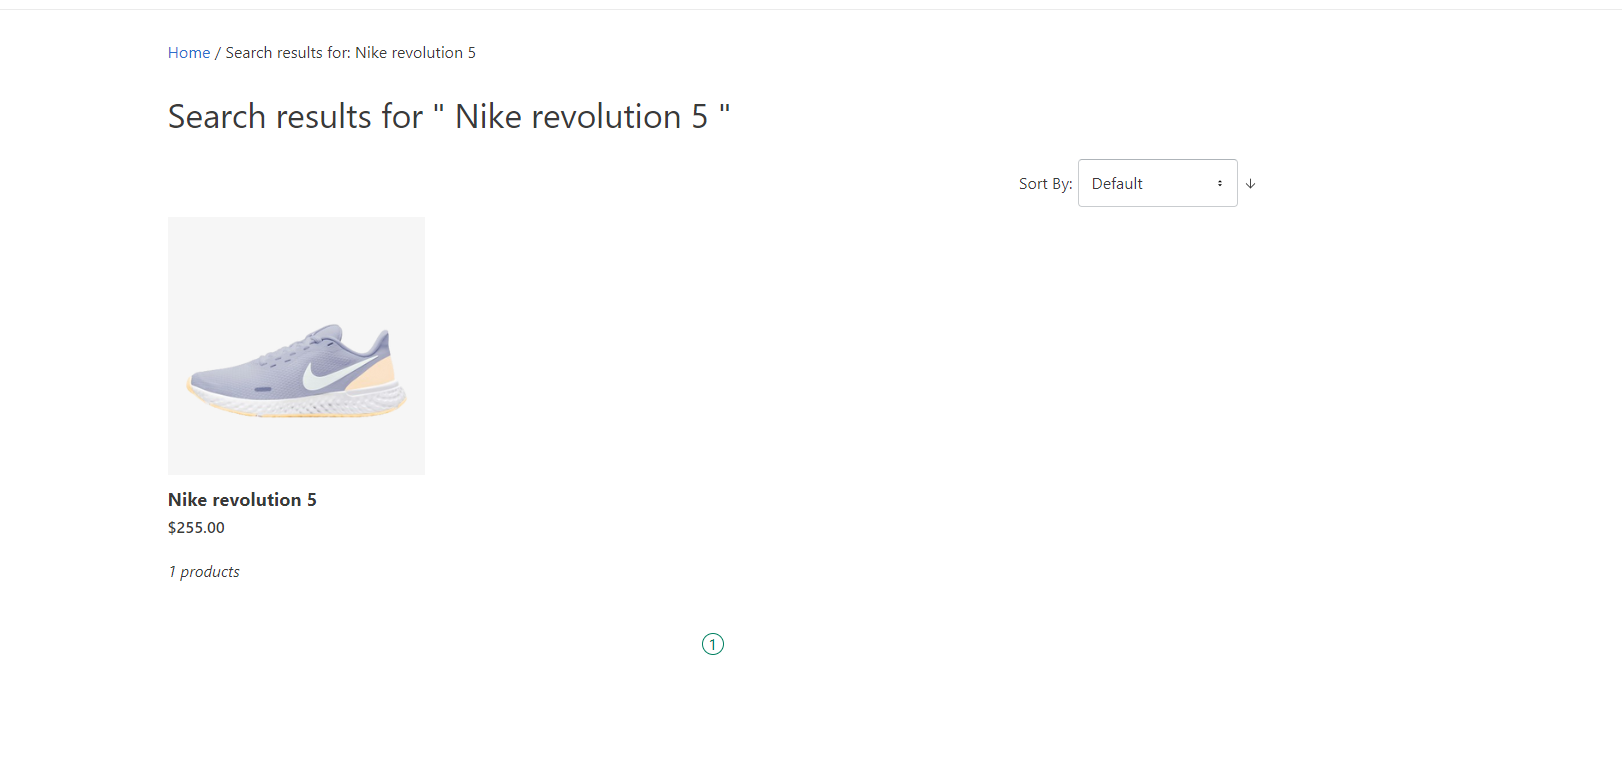 Home / Search results for: Nike revolution 5
Search results for " Nike revolution 5 "
Sort By: Default
Nike revolution 5
$255.00
1 products
1